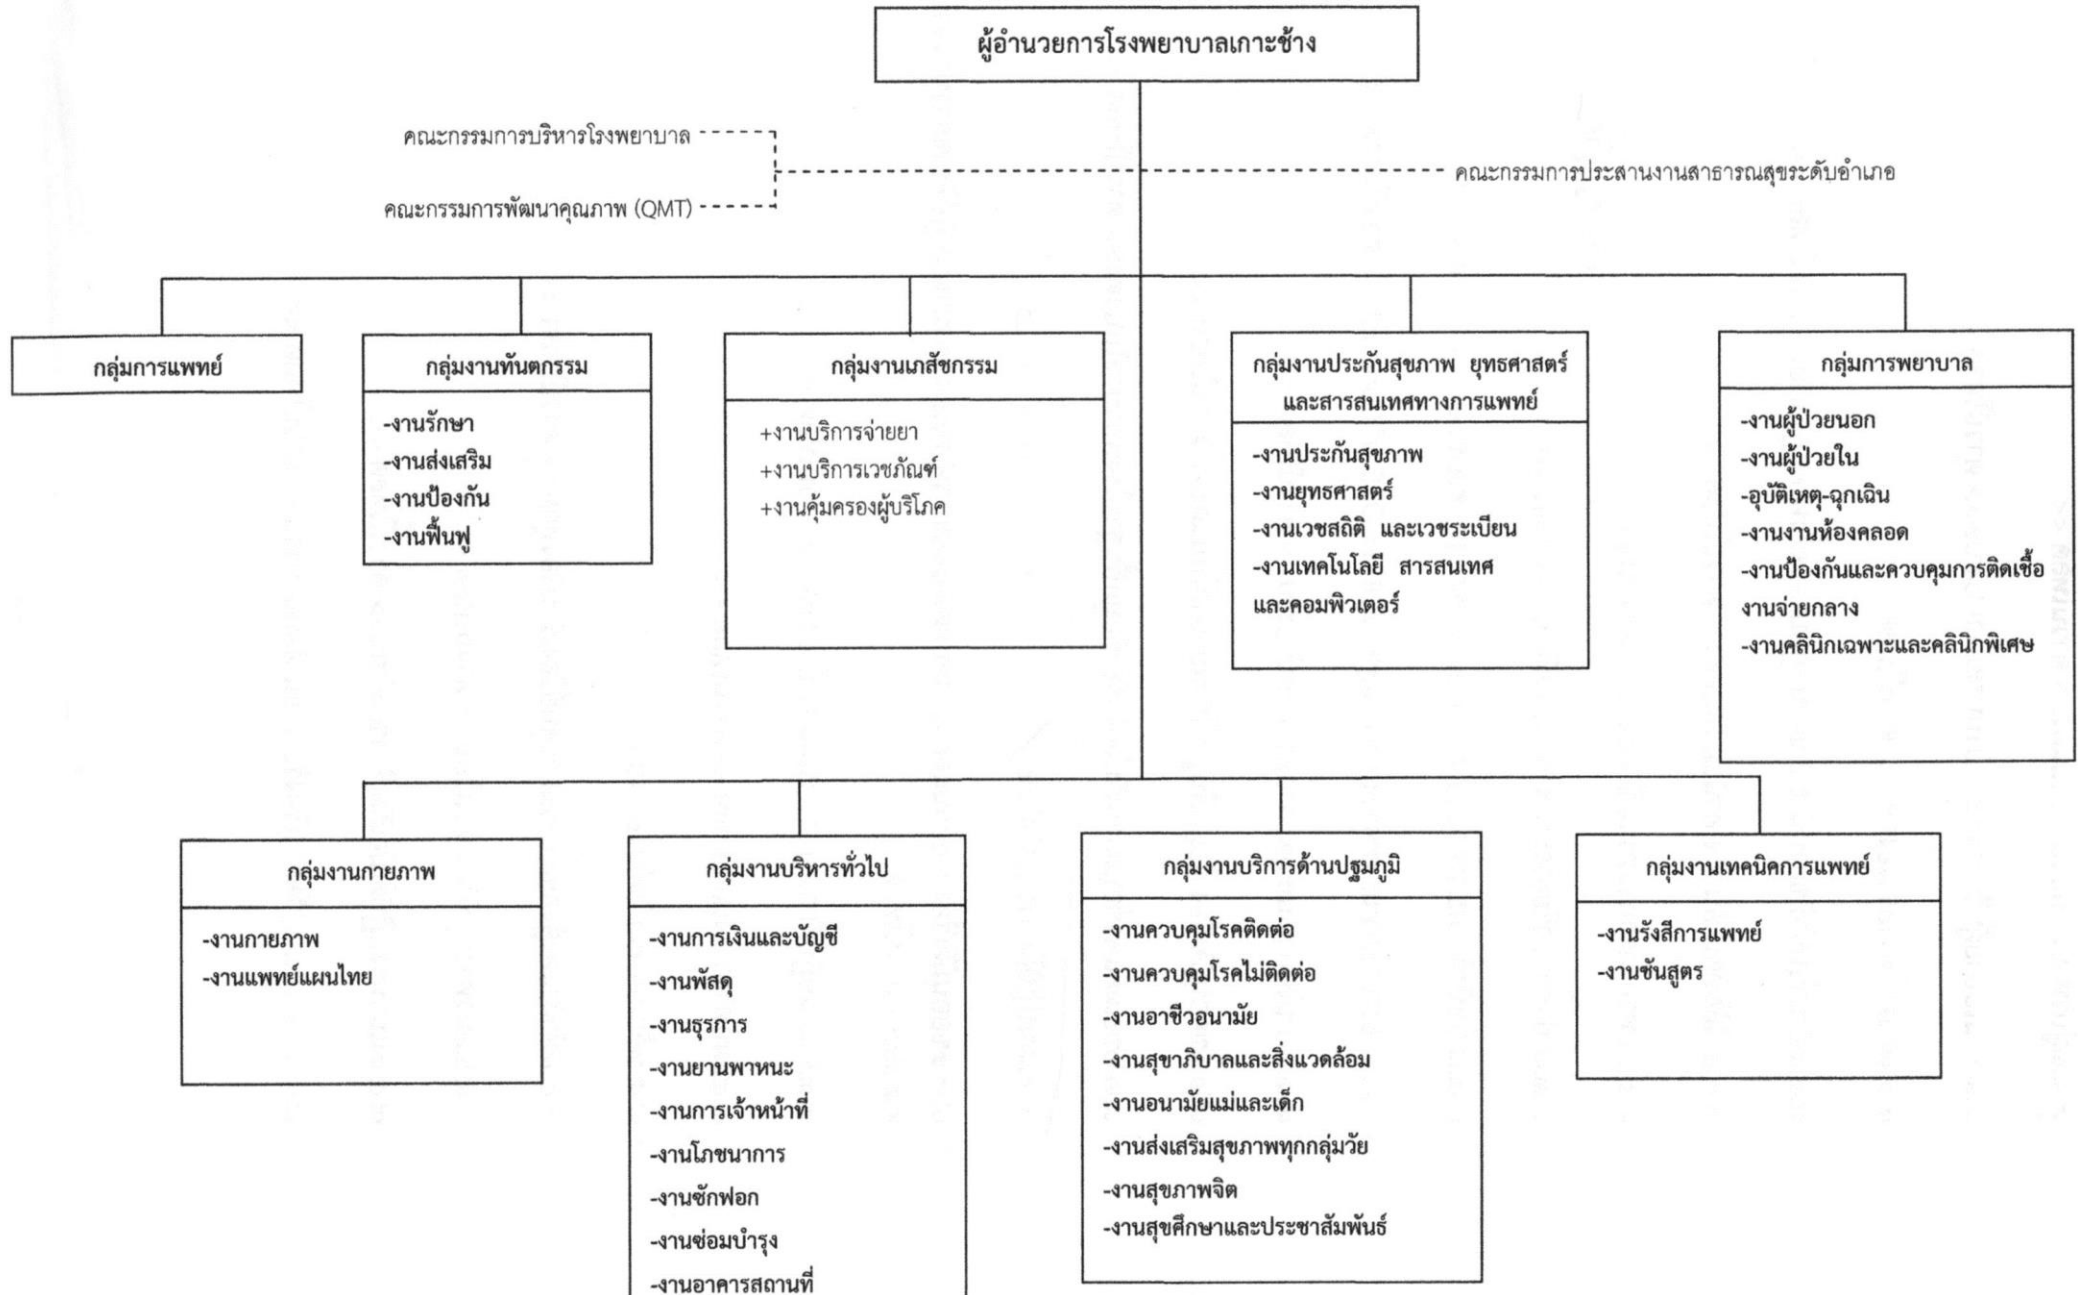 ผู้อำนวยการโรงพยาบาลเกาะช้าง
คณะกรรมการบริหารโรงพยาบาล
คณะกรรมการประสานงานสาธารณสุขระดับอำเภอ
คณะกรรมการพัฒนาคุณภาพ (QMT)
กลุ่มการแพทย์
กลุ่มงานทันตกรรม
-งานรักษา
-งานส่งเสริม
-งานป้องกัน
-งานฟื้นฟู
กลุ่มงานเภสัชกรรม
+งานบริการจ่ายยา
+งานบริการเวชภัณฑ์
+งานคุ้มครองผู้บริโภค
กลุ่มงานประกันสุขภาพ ยุทธศาสตร์
และสารสนเทศทางการแพทย์
-งานประกันสุขภาพ
-งานยุทธศาสตร์
-งานเวชสถิติ และเวชระเบียน
-งานเทคโนโลยี สารสนเทศ
และคอมพิวเตอร์
กลุ่มการพยาบาล
-งานผู้ป่วยนอก
-งานผู้ป่วยใน
-อุบัติเหตุ-ฉุกเฉิน
-งานงานห้องคลอด
-งานป้องกันและควบคุมการติดเชื้อ
งานจ่ายกลาง
-งานคลินิกเฉพาะและคลินิกพิเศษ
กลุ่มงานกายภาพ
-งานกายภาพ
-งานแพทย์แผนไทย
กลุ่มงานบริหารทั่วไป
-งานการเงินและบัญชี
-งานพัสดุ
-งานธุรการ
-งานยานพาหนะ
-งานการเจ้าหน้าที่
-งานโภชนาการ
-งานซักฟอก
-งานซ่อมบำรุง
-งานอาคารสถานที่
กลุ่มงานบริการด้านปฐมภูมิ
-งานควบคุมโรคติดต่อ
-งานควบคุมโรคไม่ติดต่อ
-งานอาชีวอนามัย
-งานสุขาภิบาลและสิ่งแวดล้อม
-งานอนามัยแม่และเด็ก
-งานส่งเสริมสุขภาพทุกกลุ่มวัย
-งานสุขภาพจิต
-งานสุขศึกษาและประชาสัมพันธ์
กลุ่มงานเทคนิคการแพทย์
-งานรังสีการแพทย์
-งานชันสูตร